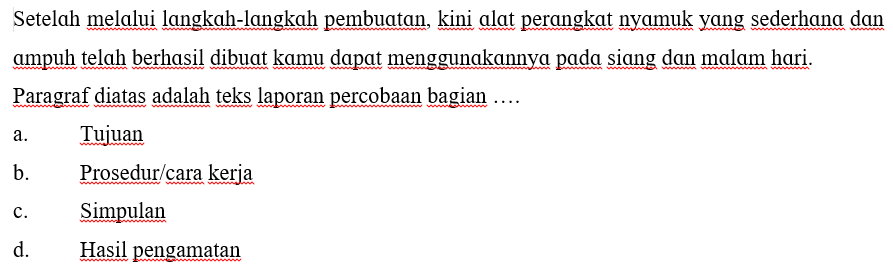 Setelah melalui langkah-langkah pembuatan, kini alat perangkat nyamuk yang sederhana dan
ampuh telah berhasil dibuat kamu dapat menggunakannya pada siang dan malam hari.
Paragraf diatas adalah teks laporan percobaan bagian ….
a. Tujuan
b. Prosedur/cara kerja
c. Simpulan
d. Hasil pengamatan